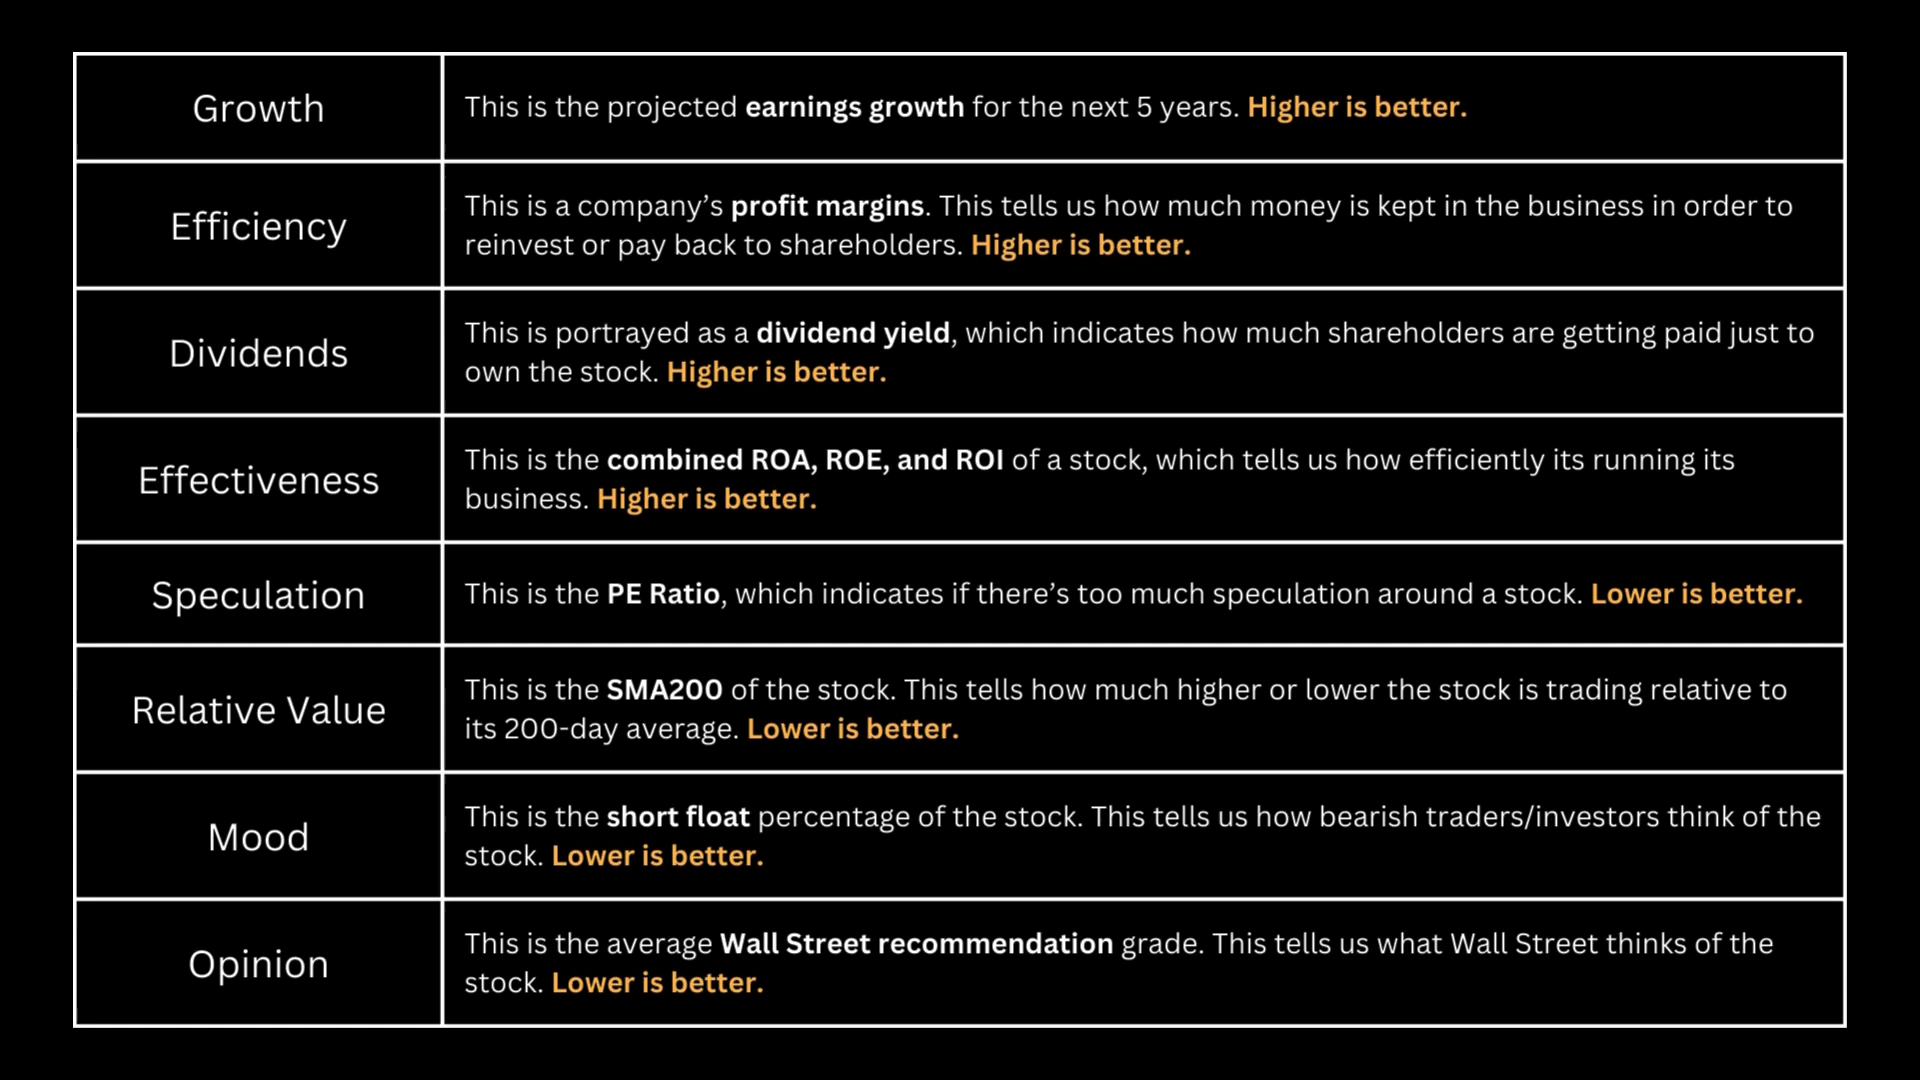 Growth
This is the projected earnings growth for the next 5 years. Higher is better.
Efficiency
This is a company’s profit margins. This tells us how much money is kept in the business in order to
reinvest or pay back to shareholders. Higher is better.
Dividends
This is portrayed as a dividend yield, which indicates how much shareholders are getting paid just to
own the stock. Higher is better.
Effectiveness
This is the combined ROA, ROE, and ROI of a stock, which tells us how efficiently its running its
business. Higher is better.
Speculation
This is the PE Ratio, which indicates if there’s too much speculation around a stock. Lower is better.
Relative Value
This is the SMA200 of the stock. This tells how much higher or lower the stock is trading relative to
its 200-day average. Lower is better.
Mood
This is the short float percentage of the stock. This tells us how bearish traders/investors think of the
stock. Lower is better.
Opinion
This is the average Wall Street recommendation grade. This tells us what Wall Street thinks of the
stock. Lower is better.